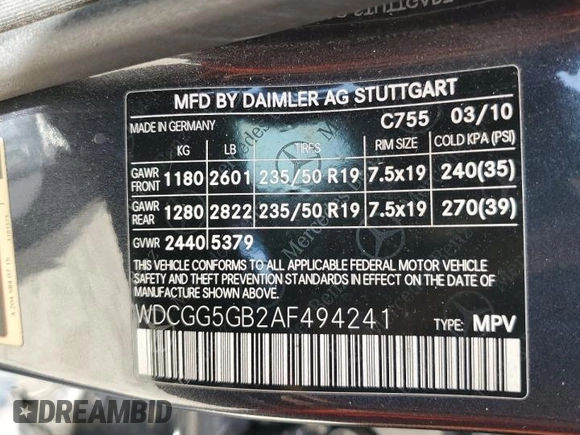 MFD BY DAIMLER AG STUTTGART
MADE IN GERMANY C755 03/10
KG LB TIRES RIM SIZE COLD KPA (PSI)
GAWR FRONT 1180 2601 235/50 R19 7.5x19 240(35)
GAWR REAR 1280 2822 235/50 R19 7.5x19 270(39)
GVWR 2440 5379
THIS VEHICLE CONFORMS TO ALL APPLICABLE FEDERAL MOTOR VEHICLE
SAFETY AND THEFT PREVENTION STANDARDS IN EFFECT ON THE DATE
OF MANUFACTURE SHOWN ABOVE.
WDCGG5GB2AF494241 TYPE: MPV
Mercedes-Benz
DREAMBID